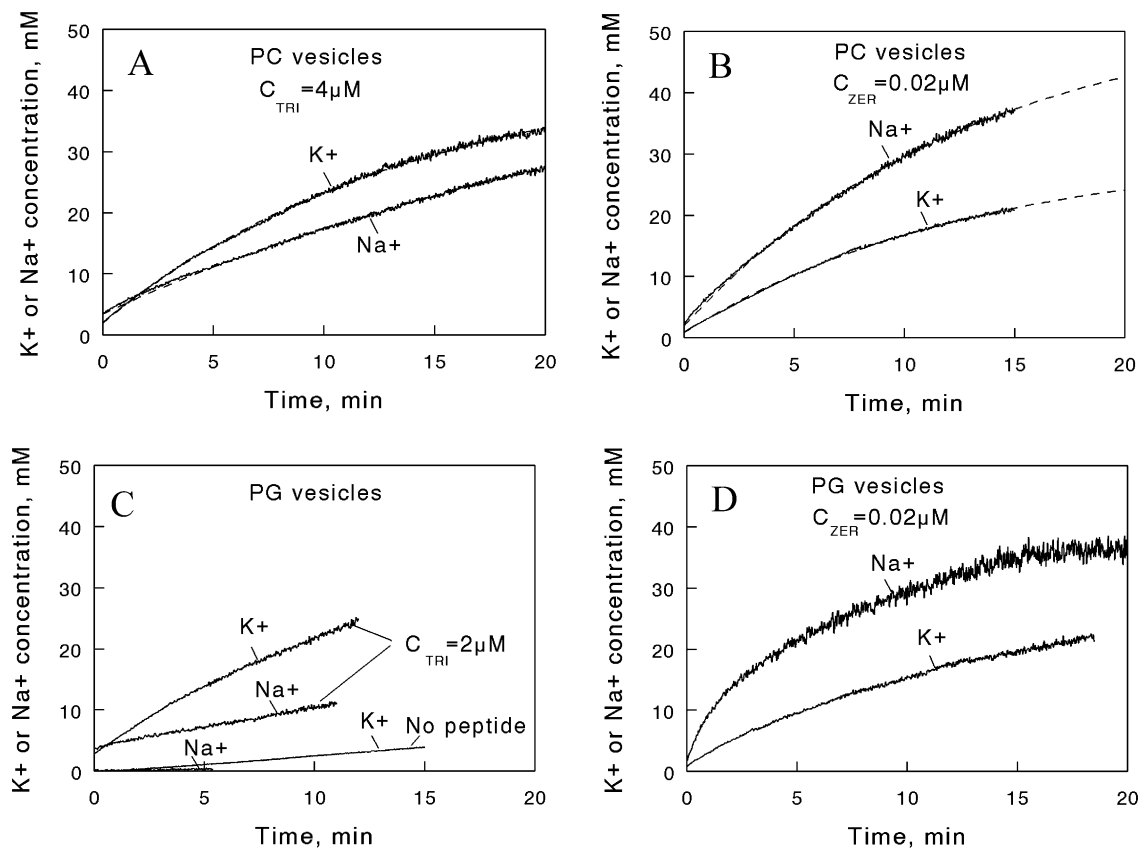 A
PC vesicles
C TRI =4µM
K+
Na+
K+ or Na+ concentration, mM
50
40
30
20
10
0
0 5 10 15 20
Time, min
B
PC vesicles
C ZER =0.02µM
Na+
K+
K+ or Na+ concentration, mM
50
40
30
20
10
0
0 5 10 15 20
Time, min
C
PG vesicles
K+
C TRI =2µM
Na+
K+
No peptide
Na+
K+ or Na+ concentration, mM
50
40
30
20
10
0
0 5 10 15 20
Time, min
D
PG vesicles
C ZER =0.02µM
Na+
K+
K+ or Na+ concentration, mM
50
40
30
20
10
0
0 5 10 15 20
Time, min